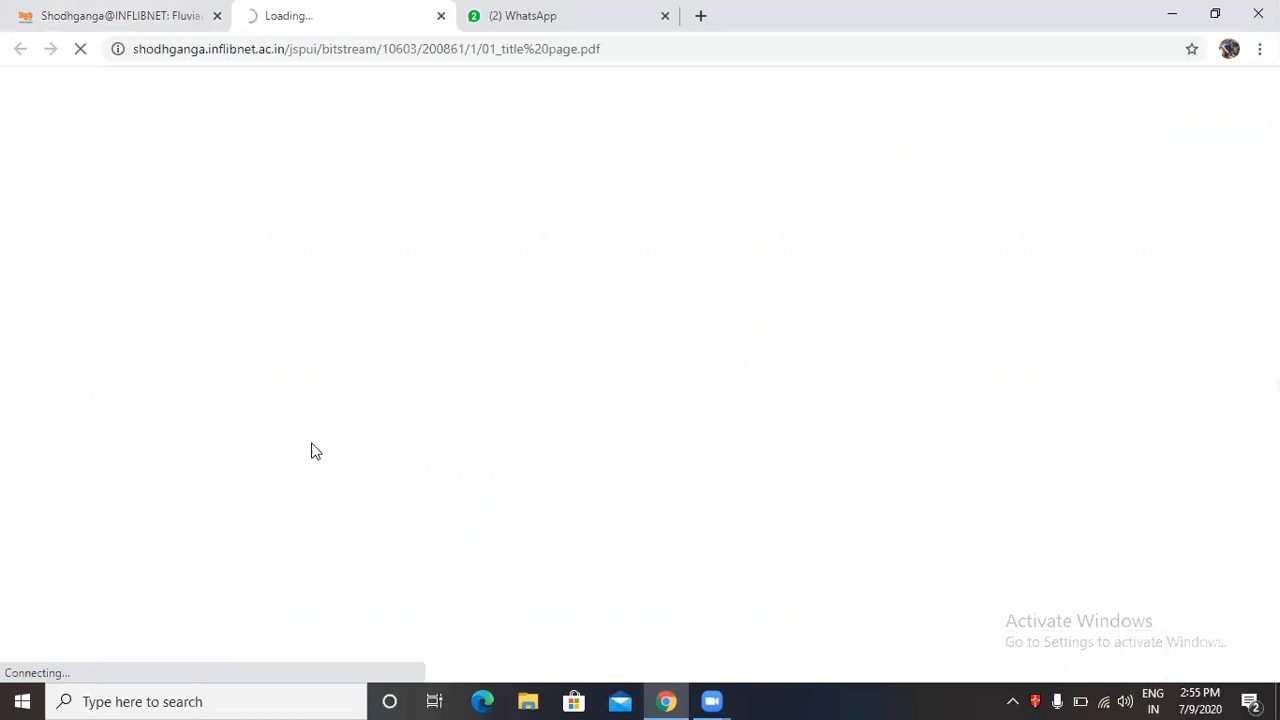 Shodhganga@INFLIBNET: Fluvia
Loading...
(2) WhatsApp
shodhganga.inflibnet.ac.in/jspui/bitstream/10603/200861/1/01_title%20page.pdf
Activate Windows
Go to Settings to activate Windows.
Connecting...
Type here to search
ENG
IN
2:55 PM
7/9/2020
2